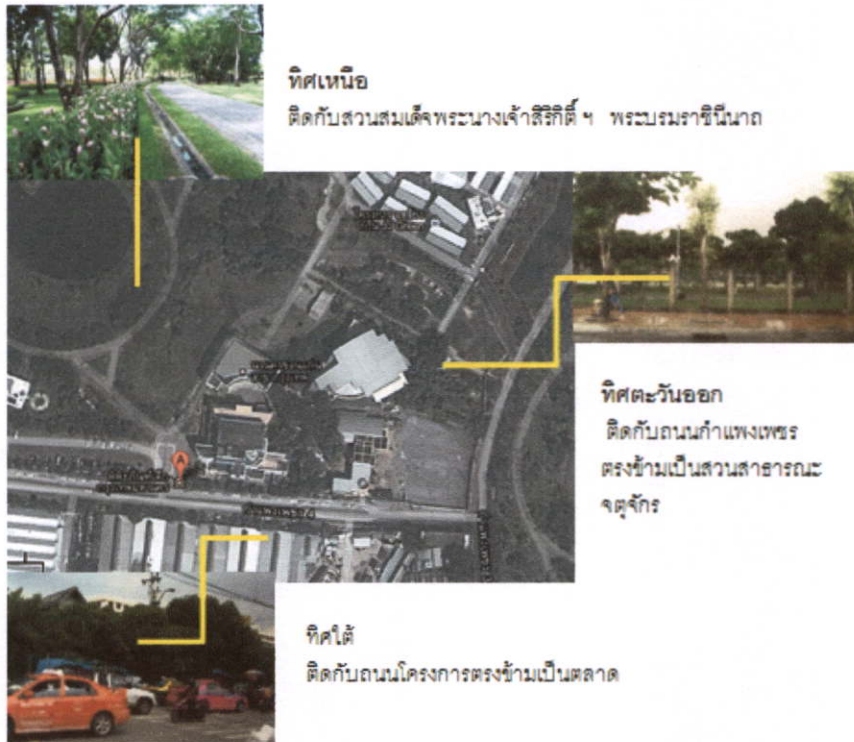 ทิศเหนือ
ติดกับสวนสมเด็จพระนางเจ้าสิริกิติ์ ฯ พระบรมราชินีนาถ
ทิศตะวันออก
ติดกับถนนกำแพงเพชร
ตรงข้ามเป็นสวนสาธารณะ
จตุจักร
A
ทิศใต้
ติดกับถนนโครงการตรงข้ามเป็นตลาด